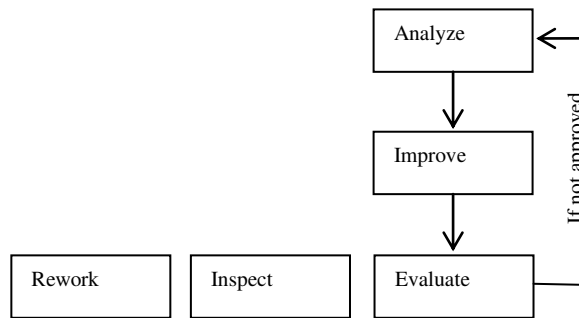 Analyze
If not approved
Improve
Rework
Inspect
Evaluate